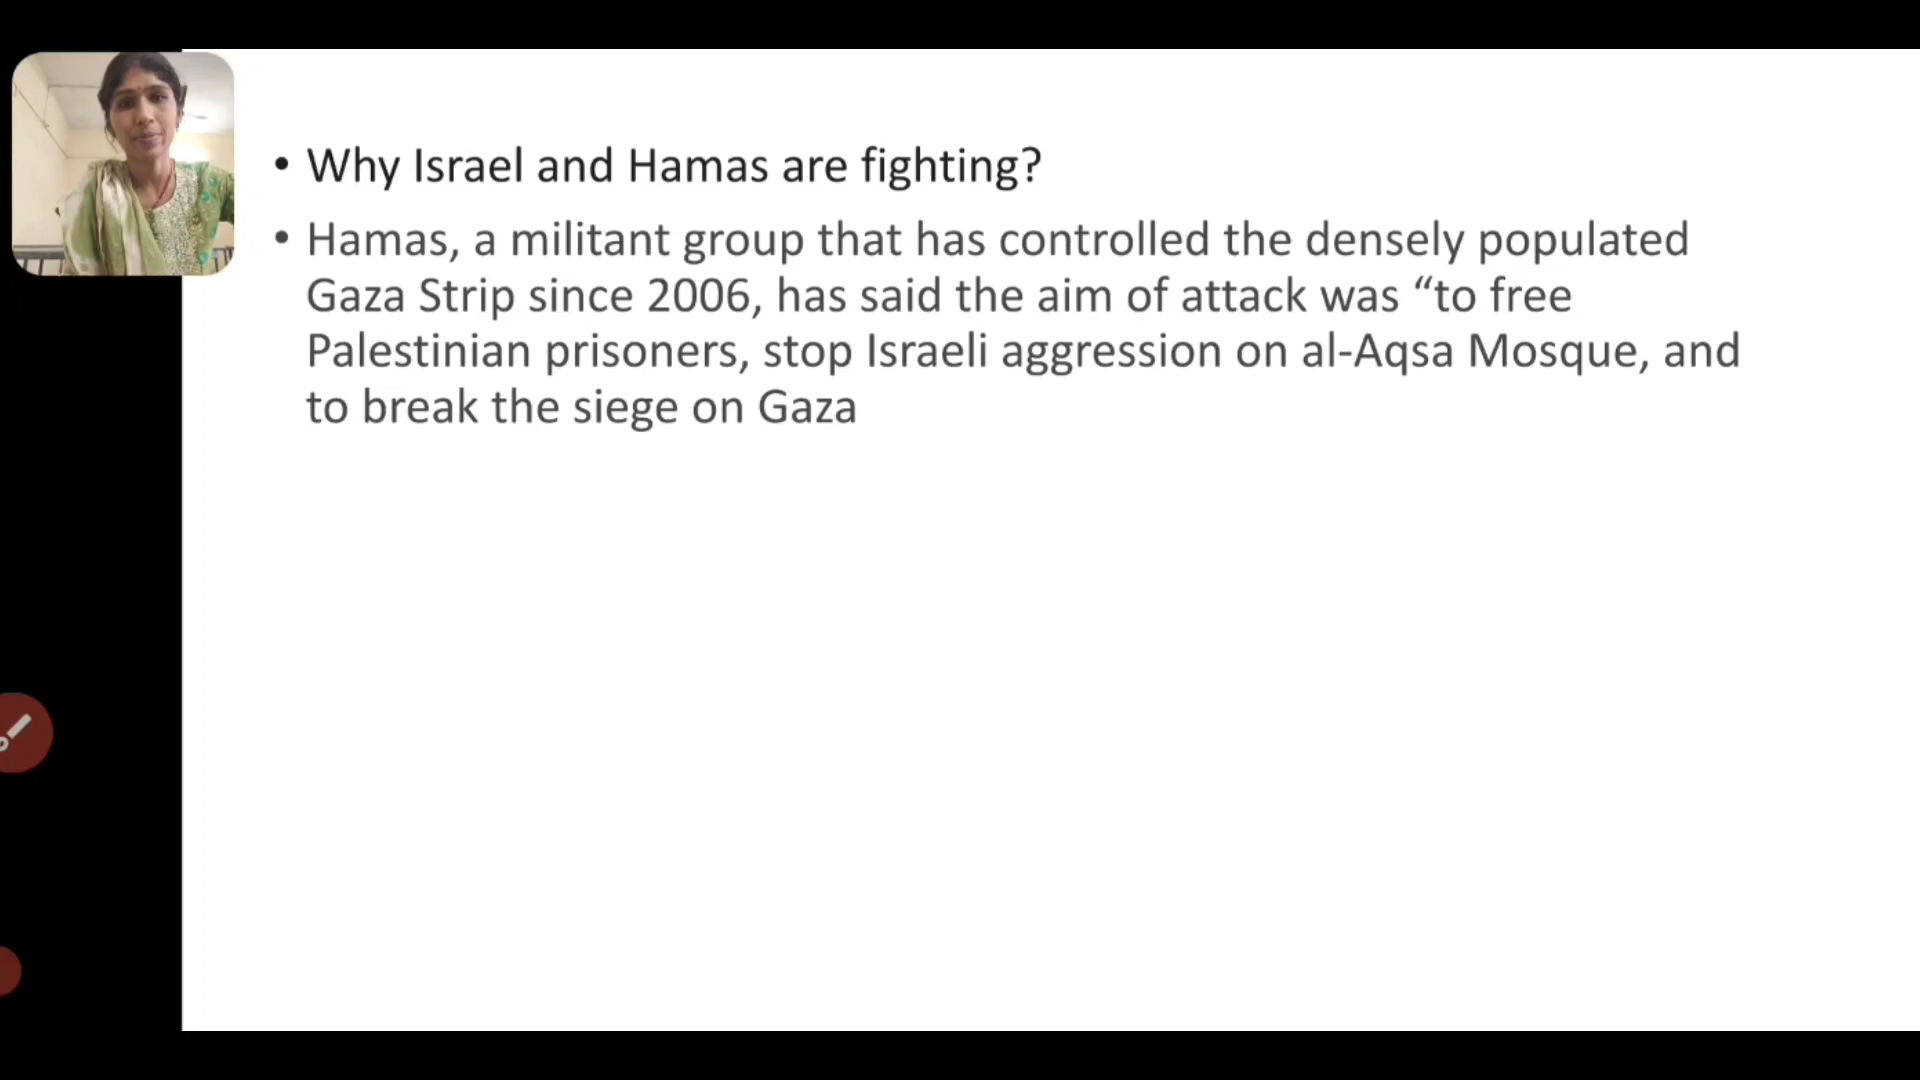 • Why Israel and Hamas are fighting?
• Hamas, a militant group that has controlled the densely populated
Gaza Strip since 2006, has said the aim of attack was “to free
Palestinian prisoners, stop Israeli aggression on al-Aqsa Mosque, and
to break the siege on Gaza